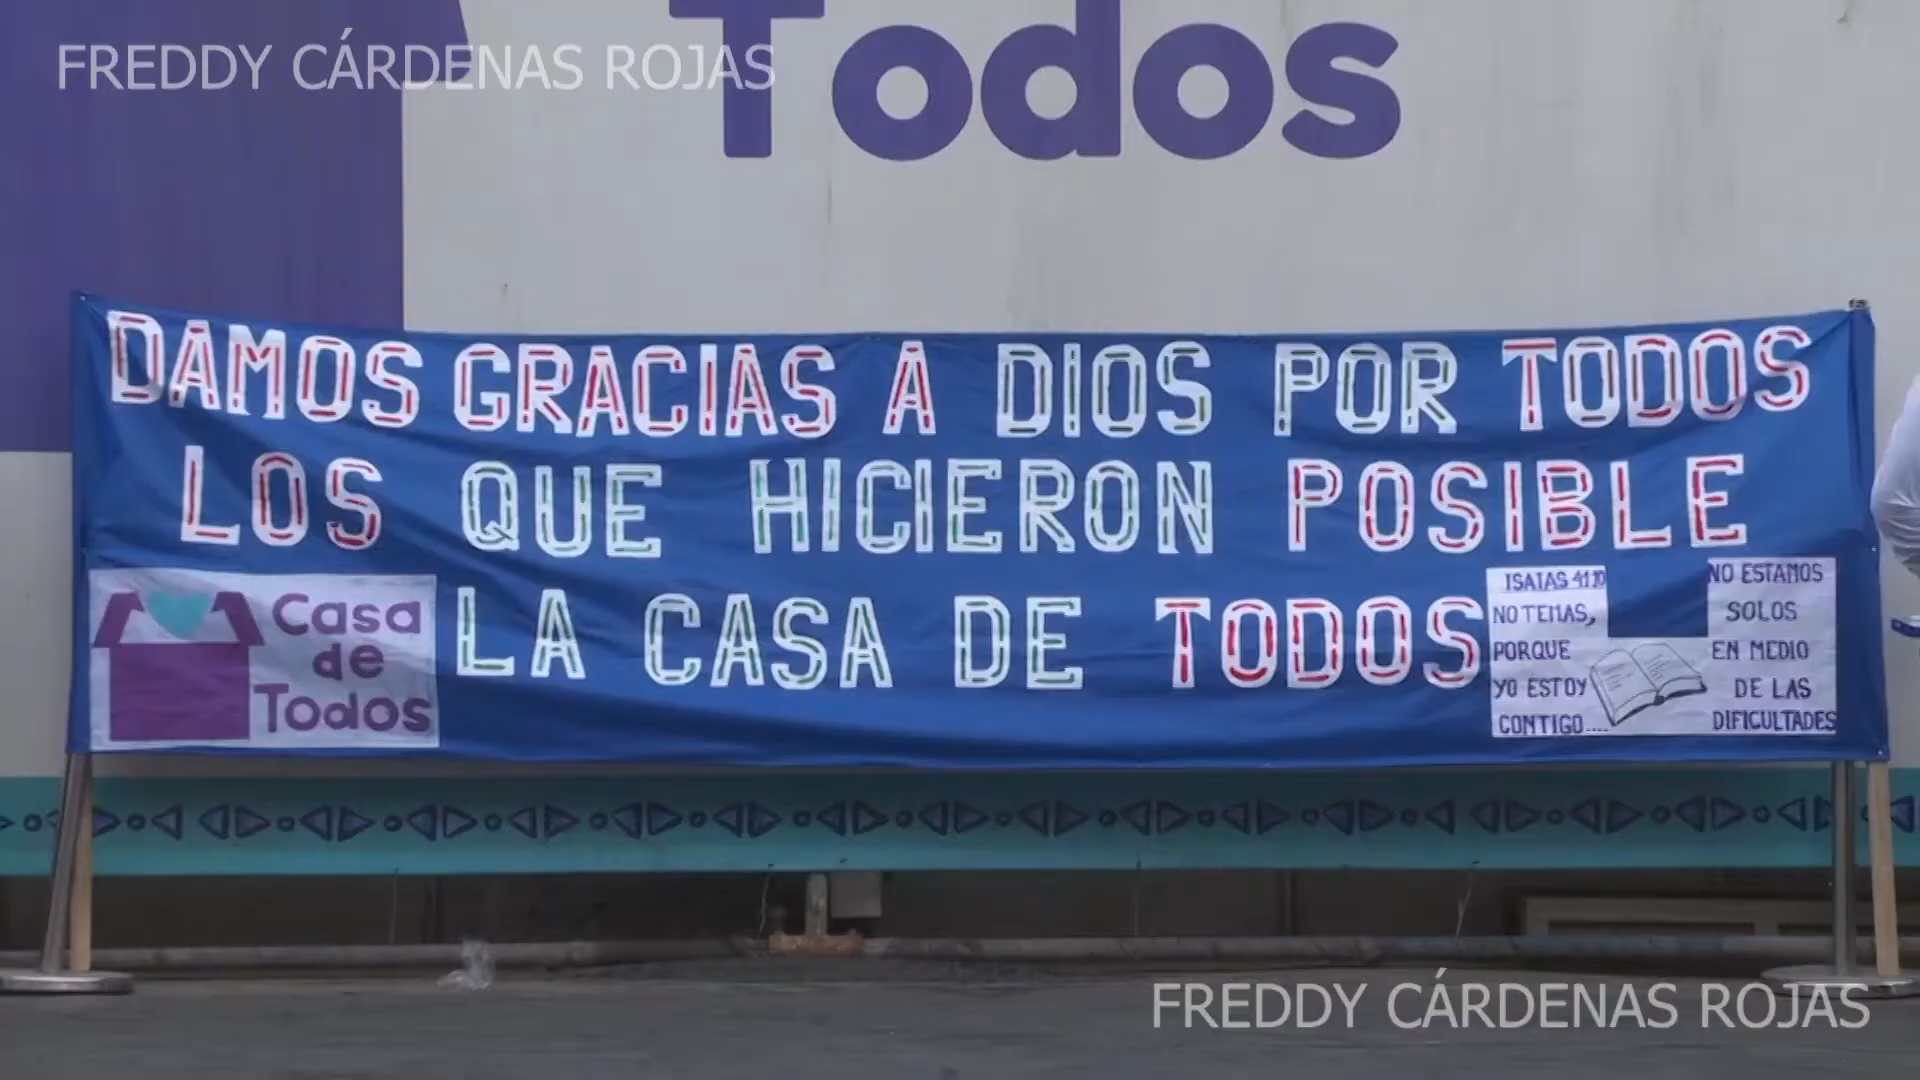 FREDDY CÁRDENAS ROJAS
Todos
DAMOS GRACIAS A DIOS POR TODOS
LOS QUE HICIERON POSIBLE
LA CASA DE TODOS
Casa
de
Todos
ISAIAS 41:10
NO TEMAS,
PORQUE
YO ESTOY
CONTIGO....
NO ESTAMOS
SOLOS
EN MEDIO
DE LAS
DIFICULTADES
FREDDY CÁRDENAS ROJAS